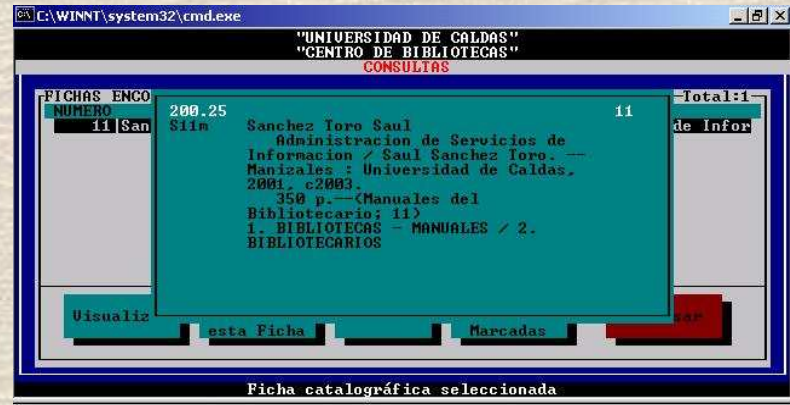 C:\WINNT\system32\cmd.exe
"UNIVERSIDAD DE CALDAS"
"CENTRO DE BIBLIOTECAS"
CONSULTAS
FICHAS ENCO Total:1
NUMERO
11 San de Infor
200.25 11
S11m Sanchez Toro Saul
Administracion de Servicios de
Informacion / Saul Sanchez Toro. --
Manizales : Universidad de Caldas,
2001, c2003.
350 p.--(Manuales del
Bibliotecario; 11)
1. BIBLIOTECAS - MANUALES / 2.
BIBLIOTECARIOS
Visualiz sar
esta Ficha Marcadas
Ficha catalográfica seleccionada